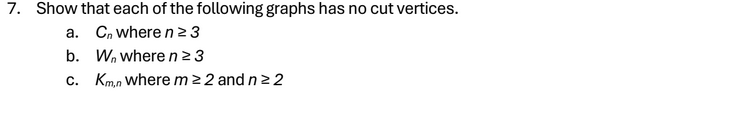 7. Show that each of the following graphs has no cut vertices.
a. Cn where n ≥ 3
b. Wn where n ≥ 3
c. Km,n where m ≥ 2 and n ≥ 2